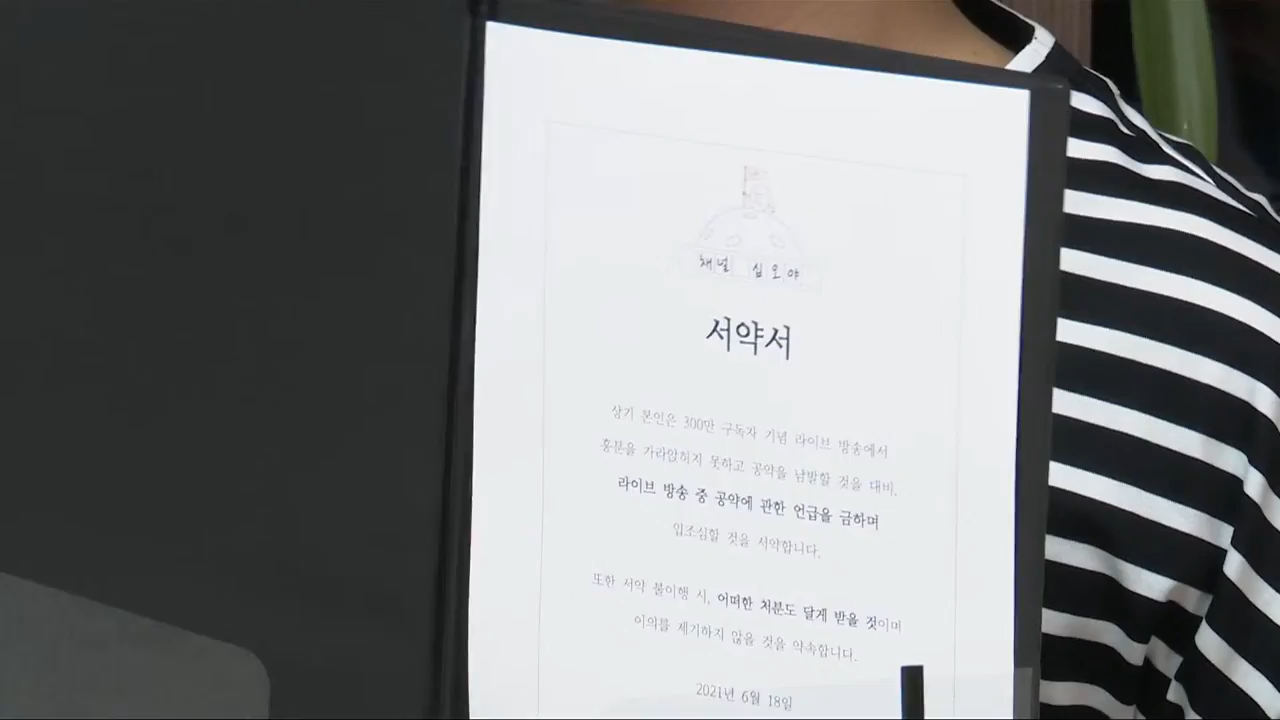 채널 십오야
서약서
상기 본인은 300만 구독자 기념 라이브 방송에서
흥분을 가라앉히지 못하고 공약을 남발할 것을 대비,
라이브 방송 중 공약에 관한 언급을 금하며
입조심할 것을 서약합니다.
또한 서약 불이행 시, 어떠한 처분도 달게 받을 것이며
이의를 제기하지 않을 것을 약속합니다.
2021년 6월 18일